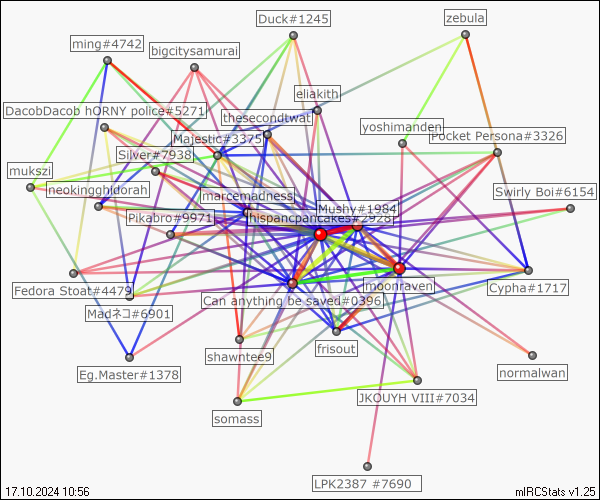 Duck#1245
zebula
ming#4742
bigcitysamurai
eliakith
DacobDacob hORNY police#5271
thesecondtwat
yoshimanden
Pocket Persona#3326
Majestic#3375
Silver#7938
mukszi
neokingghidorah
marcemadness
Swirly Boi#6154
Mushy#1984
Pikabro#9971
hispancpancakes#2928
Fedora Stoat#4479
moonraven
Cypha#1717
Can anything be saved#0396
Madネコ#6901
shawntee9
frisout
Eg.Master#1378
normalwan
JKOUYH VIII#7034
somass
LPK2387 #7690
17.10.2024 10:56
mIRCStats v1.25